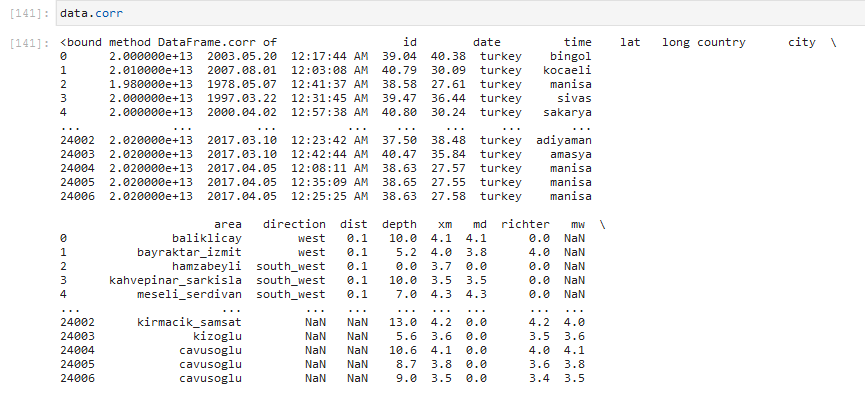 [141]: data.corr
[141]: <bound method DataFrame.corr of                  id        date         time    lat   long country      city  \
0      2.000000e+13  2003.05.20  12:17:44 AM  39.04  40.38  turkey    bingol
1      2.010000e+13  2007.08.01  12:03:08 AM  40.79  30.09  turkey   kocaeli
2      1.980000e+13  1978.05.07  12:41:37 AM  38.58  27.61  turkey    manisa
3      2.000000e+13  1997.03.22  12:31:45 AM  39.47  36.44  turkey     sivas
4      2.000000e+13  2000.04.02  12:57:38 AM  40.80  30.24  turkey   sakarya
...             ...         ...          ...    ...    ...     ...       ...
24002  2.020000e+13  2017.03.10  12:23:42 AM  37.50  38.48  turkey  adiyaman
24003  2.020000e+13  2017.03.10  12:42:44 AM  40.47  35.84  turkey    amasya
24004  2.020000e+13  2017.04.05  12:08:11 AM  38.63  27.57  turkey    manisa
24005  2.020000e+13  2017.04.05  12:35:09 AM  38.65  27.55  turkey    manisa
24006  2.020000e+13  2017.04.05  12:25:25 AM  38.63  27.58  turkey    manisa
area   direction  dist  depth   xm   md  richter   mw  \
0               baliklicay        west   0.1   10.0  4.1  4.1      0.0  NaN
1          bayraktar_izmit        west   0.1    5.2  4.0  3.8      4.0  NaN
2               hamzabeyli  south_west   0.1    0.0  3.7  0.0      0.0  NaN
3      kahvepinar_sarkisla  south_west   0.1   10.0  3.5  3.5      0.0  NaN
4          meseli_serdivan  south_west   0.1    7.0  4.3  4.3      0.0  NaN
...                    ...         ...   ...    ...  ...  ...      ...  ...
24002       kirmacik_samsat        NaN   NaN   13.0  4.2  0.0      4.2  4.0
24003              kizoglu         NaN   NaN    5.6  3.6  0.0      3.5  3.6
24004            cavusoglu         NaN   NaN   10.6  4.1  0.0      4.0  4.1
24005            cavusoglu         NaN   NaN    8.7  3.8  0.0      3.6  3.8
24006            cavusoglu         NaN   NaN    9.0  3.5  0.0      3.4  3.5